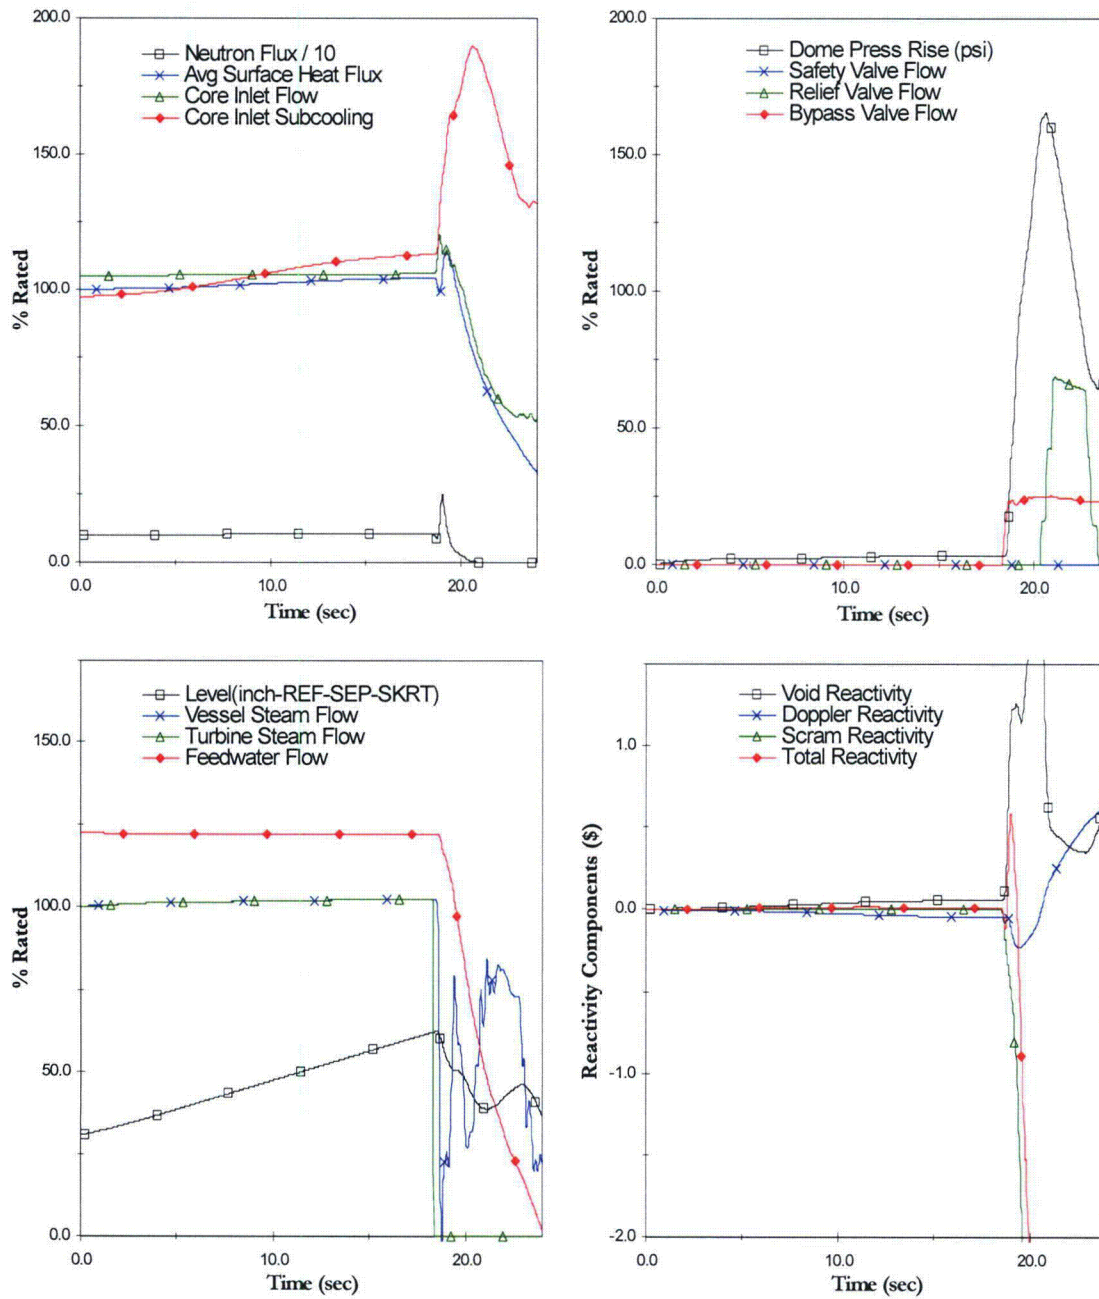 200.0
150.0
100.0
50.0
0.0
% Rated
Neutron Flux / 10
Avg Surface Heat Flux
Core Inlet Flow
Core Inlet Subcooling
0.0 10.0 20.0
Time (sec)
200.0
150.0
100.0
50.0
0.0
% Rated
Dome Press Rise (psi)
Safety Valve Flow
Relief Valve Flow
Bypass Valve Flow
0.0 10.0 20.0
Time (sec)
150.0
100.0
50.0
0.0
% Rated
Level(inch-REF-SEP-SKRT)
Vessel Steam Flow
Turbine Steam Flow
Feedwater Flow
0.0 10.0 20.0
Time (sec)
1.0
0.0
-1.0
-2.0
Reactivity Components ($)
Void Reactivity
Doppler Reactivity
Scram Reactivity
Total Reactivity
0.0 10.0 20.0
Time (sec)